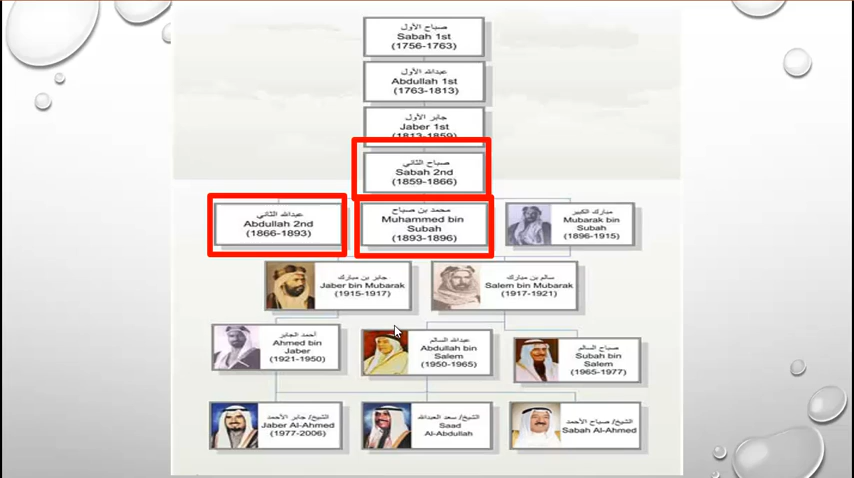 صباح الأول
Sabah 1st
(1756-1763)
عبدالله الأول
Abdullah 1st
(1763-1813)
جابر الأول
Jaber 1st
(1813-1859)
صباح الثاني
Sabah 2nd
(1859-1866)
عبدالله الثاني
Abdullah 2nd
(1866-1893)
محمد بن صباح
Muhammed bin
Subah
(1893-1896)
مبارك الكبير
Mubarak bin
Subah
(1896-1915)
جابر بن مبارك
Jaber bin Mubarak
(1915-1917)
سالم بن مبارك
Salem bin Mubarak
(1917-1921)
أحمد الجابر
Ahmed bin
Jaber
(1921-1950)
عبدالله السالم
Abdullah bin
Salem
(1950-1965)
صباح السالم
Subah bin
Salem
(1965-1977)
الشيخ/ جابر الأحمد
Jaber Al-Ahmed
(1977-2006)
الشيخ/ سعد العبدالله
Saad
Al-Abdullah
الشيخ/ صباح الأحمد
Sabah Al-Ahmed